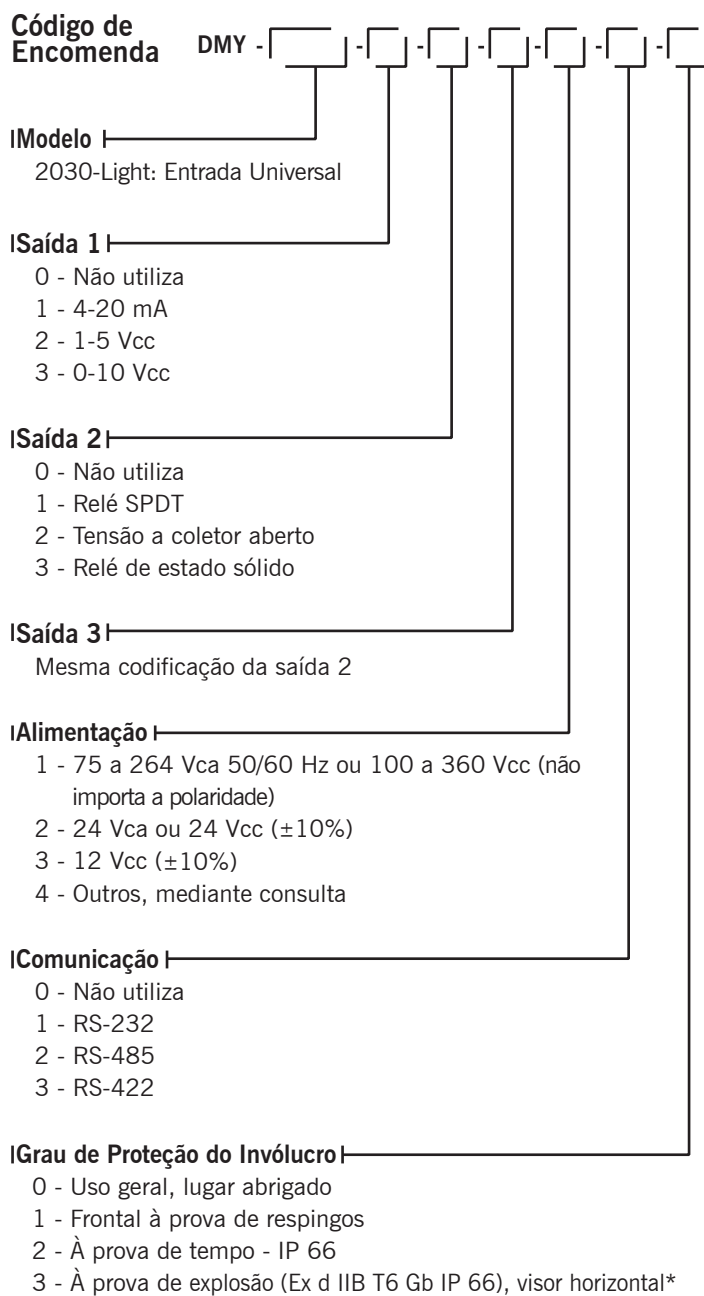 Código de
Encomenda
DMY - - - - - - -
Modelo
2030-Light: Entrada Universal
Saída 1
0 - Não utiliza
1 - 4-20 mA
2 - 1-5 Vcc
3 - 0-10 Vcc
Saída 2
0 - Não utiliza
1 - Relé SPDT
2 - Tensão a coletor aberto
3 - Relé de estado sólido
Saída 3
Mesma codificação da saída 2
Alimentação
1 - 75 a 264 Vca 50/60 Hz ou 100 a 360 Vcc (não
importa a polaridade)
2 - 24 Vca ou 24 Vcc (±10%)
3 - 12 Vcc (±10%)
4 - Outros, mediante consulta
Comunicação
0 - Não utiliza
1 - RS-232
2 - RS-485
3 - RS-422
Grau de Proteção do Invólucro
0 - Uso geral, lugar abrigado
1 - Frontal à prova de respingos
2 - À prova de tempo - IP 66
3 - À prova de explosão (Ex d IIB T6 Gb IP 66), visor horizontal*